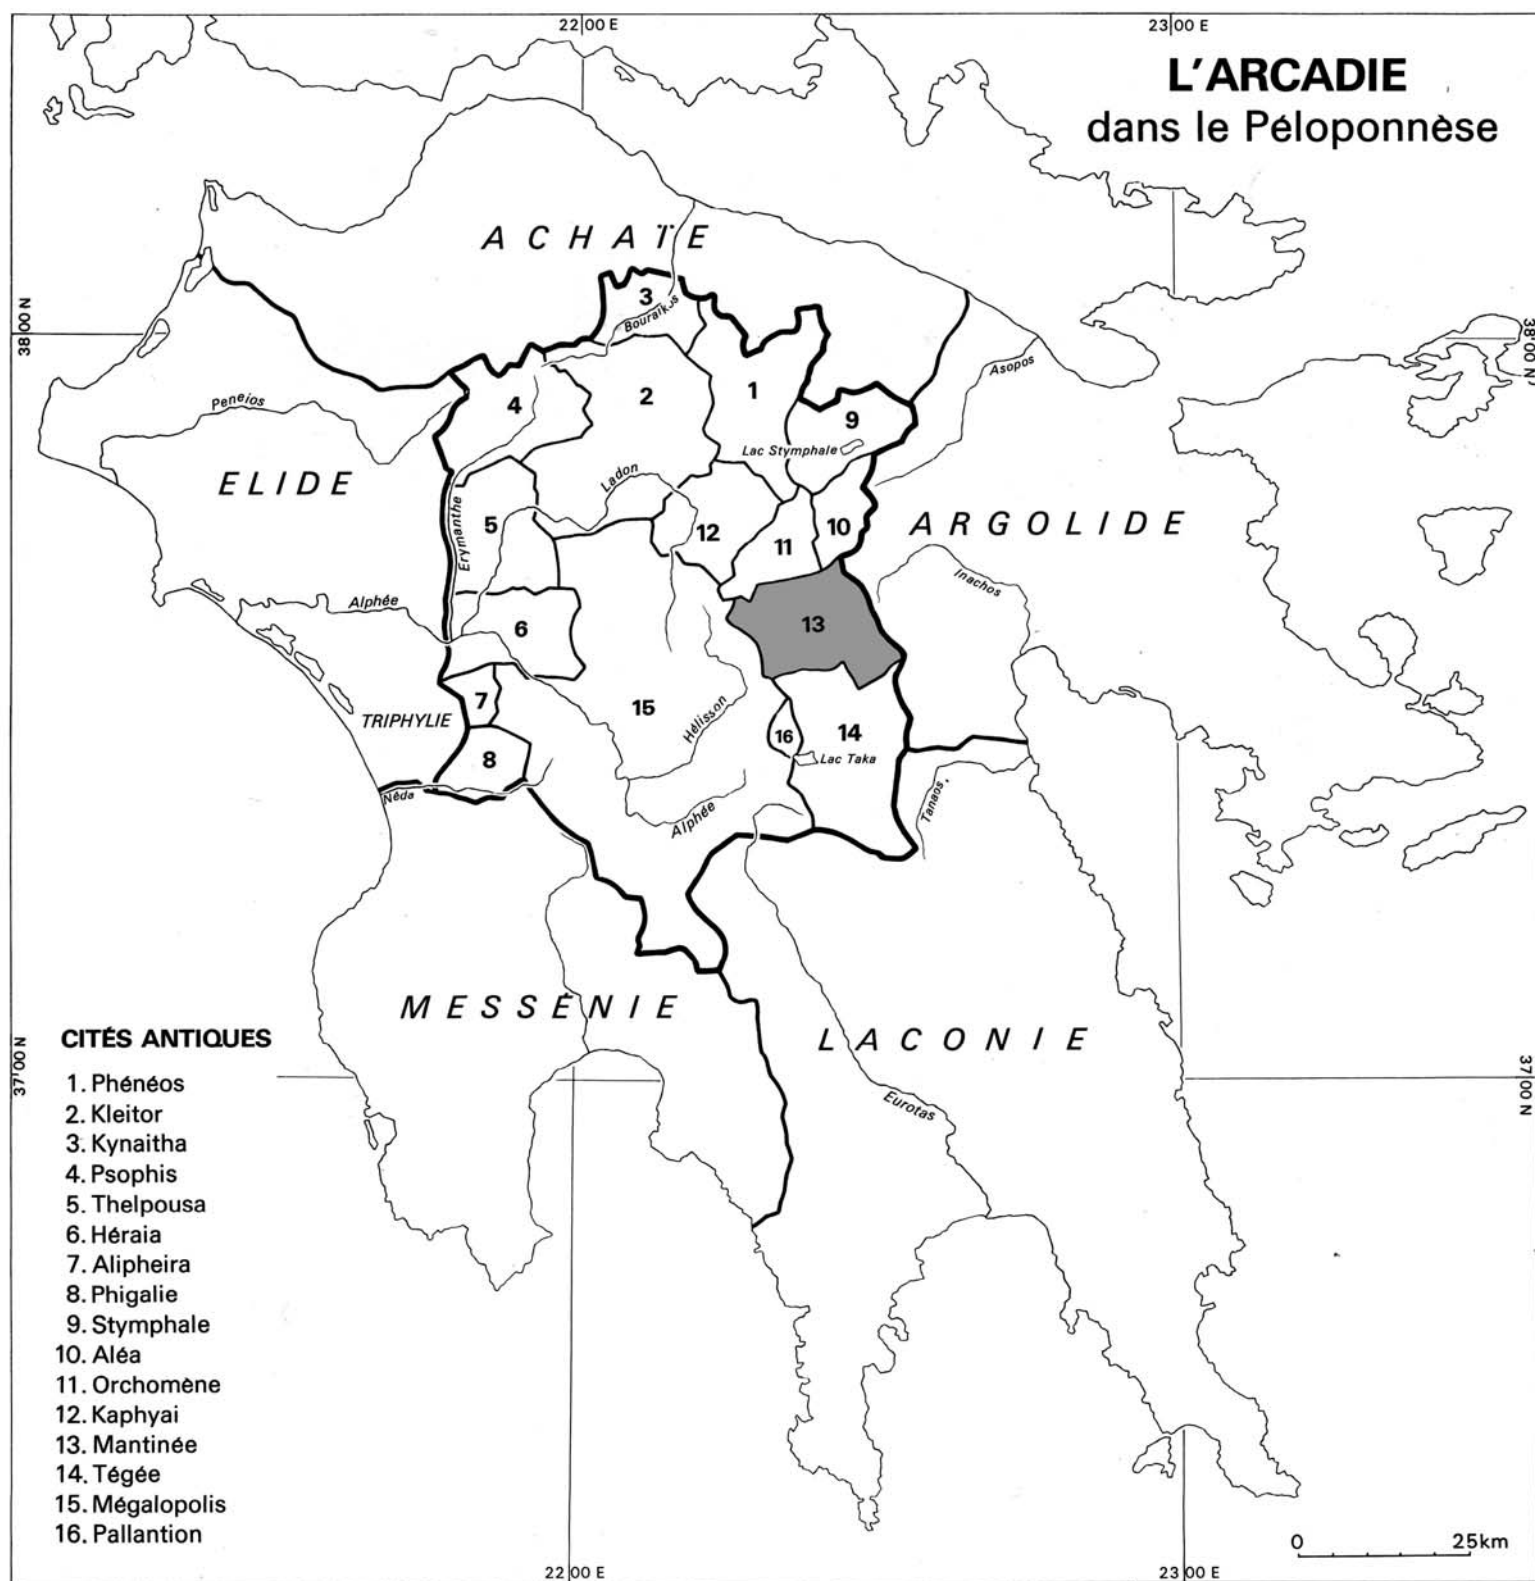 22°00 E
23°00 E
L'ARCADIE
dans le Péloponnèse
ACHAÏE
3
Bouraikos
38°00 N
38°00 N
Asopos
1
2
4
9
Peneios
Lac Stymphale
ELIDE
Ladon
Erymanthe
5
12
11
10
ARGOLIDE
Inachos
Alphée
6
13
7
TRIPHYLIE
15
Hélisson
16
14
8
Lac Taka
Néda
Alphée
Tanaos
MESSÉNIE
LACONIE
37°00 N
37°00 N
Eurotas
CITÉS ANTIQUES
1. Phénéos
2. Kleitor
3. Kynaitha
4. Psophis
5. Thelpousa
6. Héraia
7. Alipheira
8. Phigalie
9. Stymphale
10. Aléa
11. Orchomène
12. Kaphyai
13. Mantinée
14. Tégée
15. Mégalopolis
16. Pallantion
0 25km
22°00 E
23°00 E